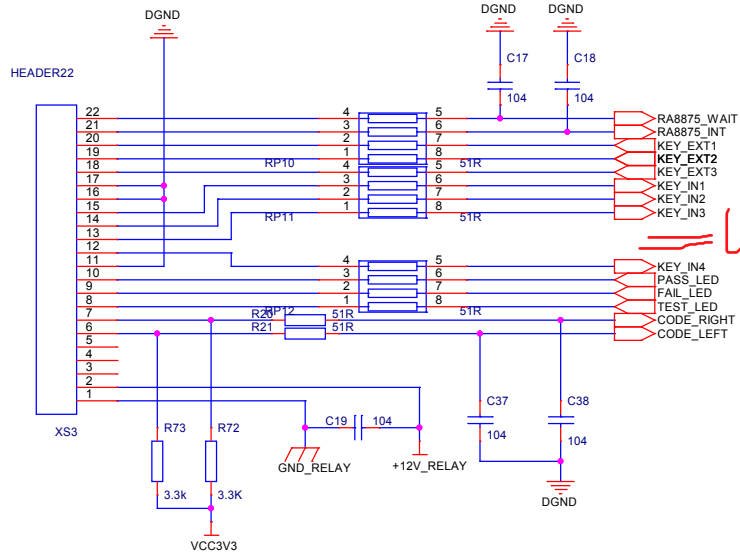 DGND
DGND
DGND
HEADER22
C17
C18
104
104
22
4
5
RA8875_WAIT
21
3
6
RA8875_INT
20
2
7
KEY_EXT1
19
1
8
KEY_EXT2
RP10
51R
18
4
5
KEY_EXT3
17
3
6
KEY_IN1
16
2
7
KEY_IN2
15
1
8
KEY_IN3
RP11
51R
14
13
12
11
4
5
KEY_IN4
10
3
6
PASS_LED
9
2
7
FAIL_LED
8
1
8
TEST_LED
RP12
51R
7
R20
51R
CODE_RIGHT
6
R21
51R
CODE_LEFT
5
4
3
2
1
XS3
R73
R72
3.3k
3.3K
VCC3V3
C19
104
GND_RELAY
+12V_RELAY
C37
C38
104
104
DGND